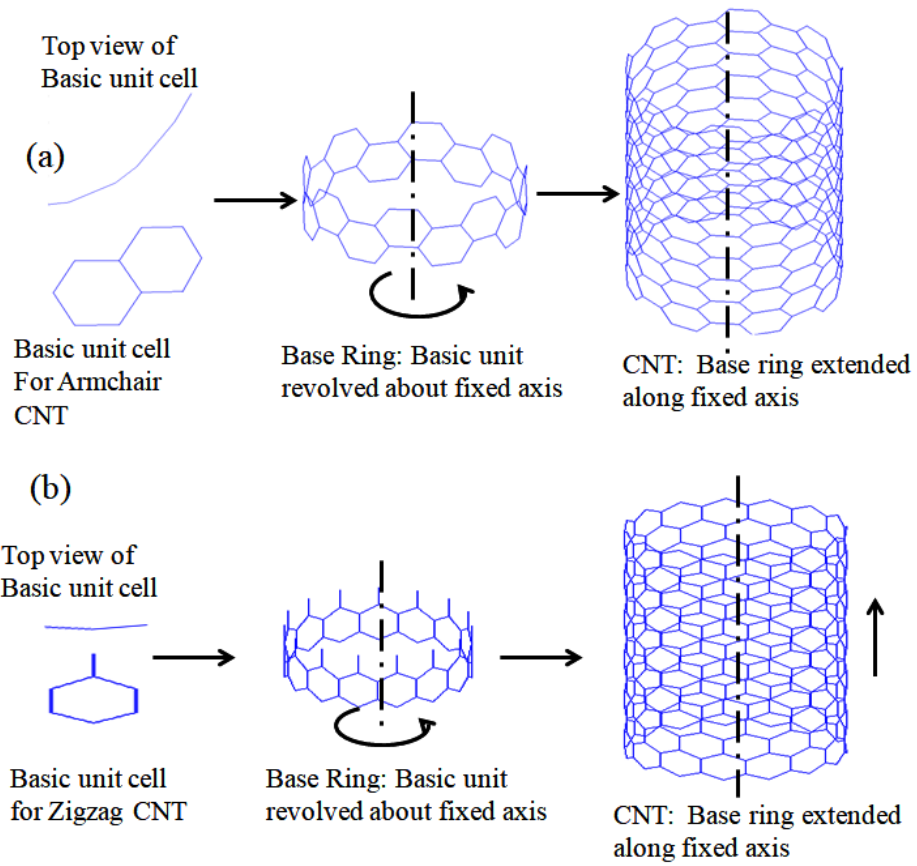 Top view of
Basic unit cell
(a)
Basic unit cell
For Armchair
CNT
Base Ring: Basic unit
revolved about fixed axis
CNT:  Base ring extended
along fixed axis
(b)
Top view of
Basic unit cell
Basic unit cell
for Zigzag CNT
Base Ring: Basic unit
revolved about fixed axis
CNT:  Base ring extended
along fixed axis